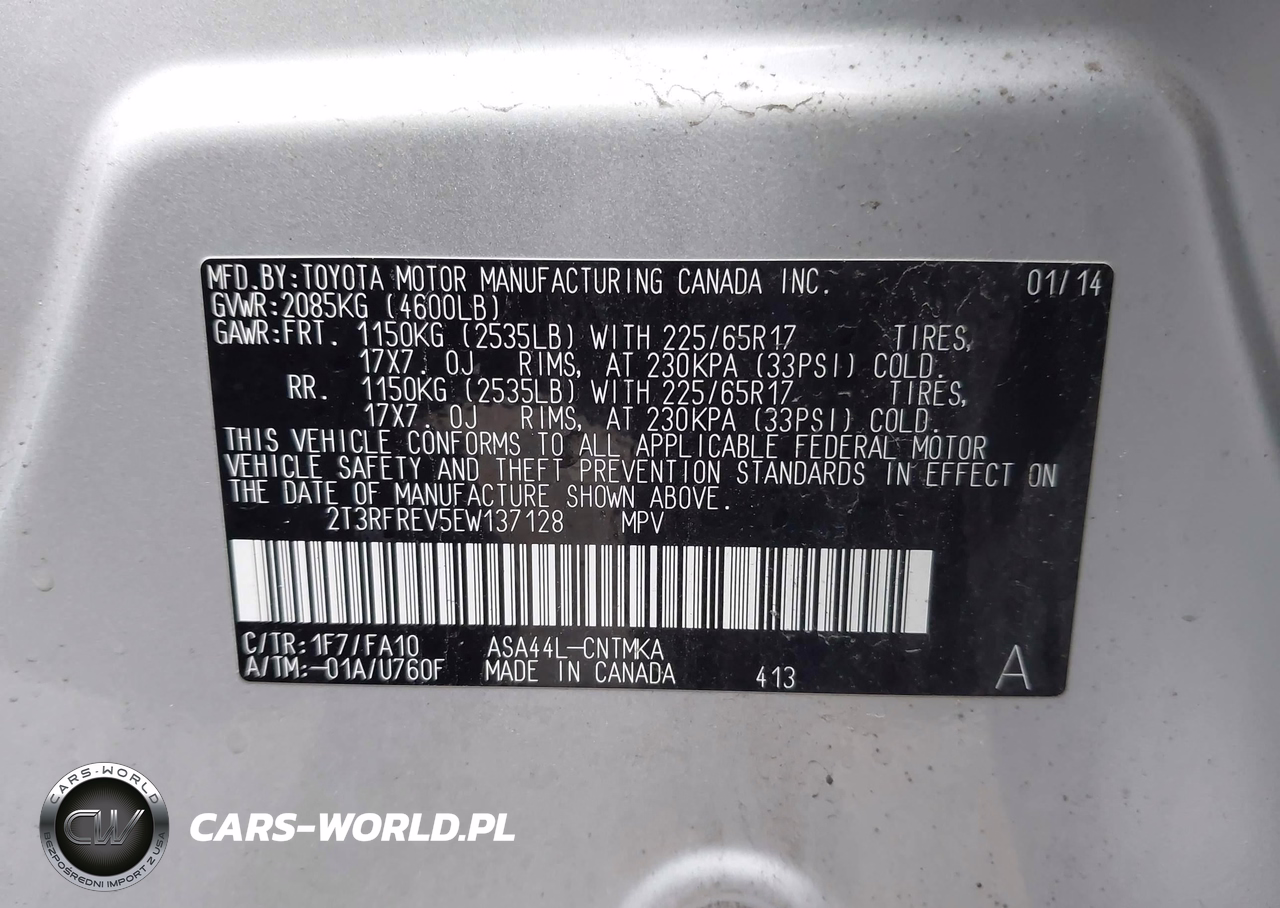 MFD.BY:TOYOTA MOTOR MANUFACTURING CANADA INC. 01/14
GVWR:2085KG (4600LB)
GAWR:FRT. 1150KG (2535LB) WITH 225/65R17 TIRES,
17X7. 0J RIMS, AT 230KPA (33PSI) COLD.
RR. 1150KG (2535LB) WITH 225/65R17 - TIRES,
17X7. 0J RIMS, AT 230KPA (33PSI) COLD.
THIS VEHICLE CONFORMS TO ALL APPLICABLE FEDERAL MOTOR
VEHICLE SAFETY AND THEFT PREVENTION STANDARDS IN EFFECT ON
THE DATE OF MANUFACTURE SHOWN ABOVE.
2T3RFREV5EW137128 MPV
C/TR:1F7/FA10 ASA44L-CNTMKA
A/TM:-01A/U760F MADE IN CANADA 413 A
CARS-WORLD
CW
BEZPOŚREDNI IMPORT Z USA
CARS-WORLD.PL